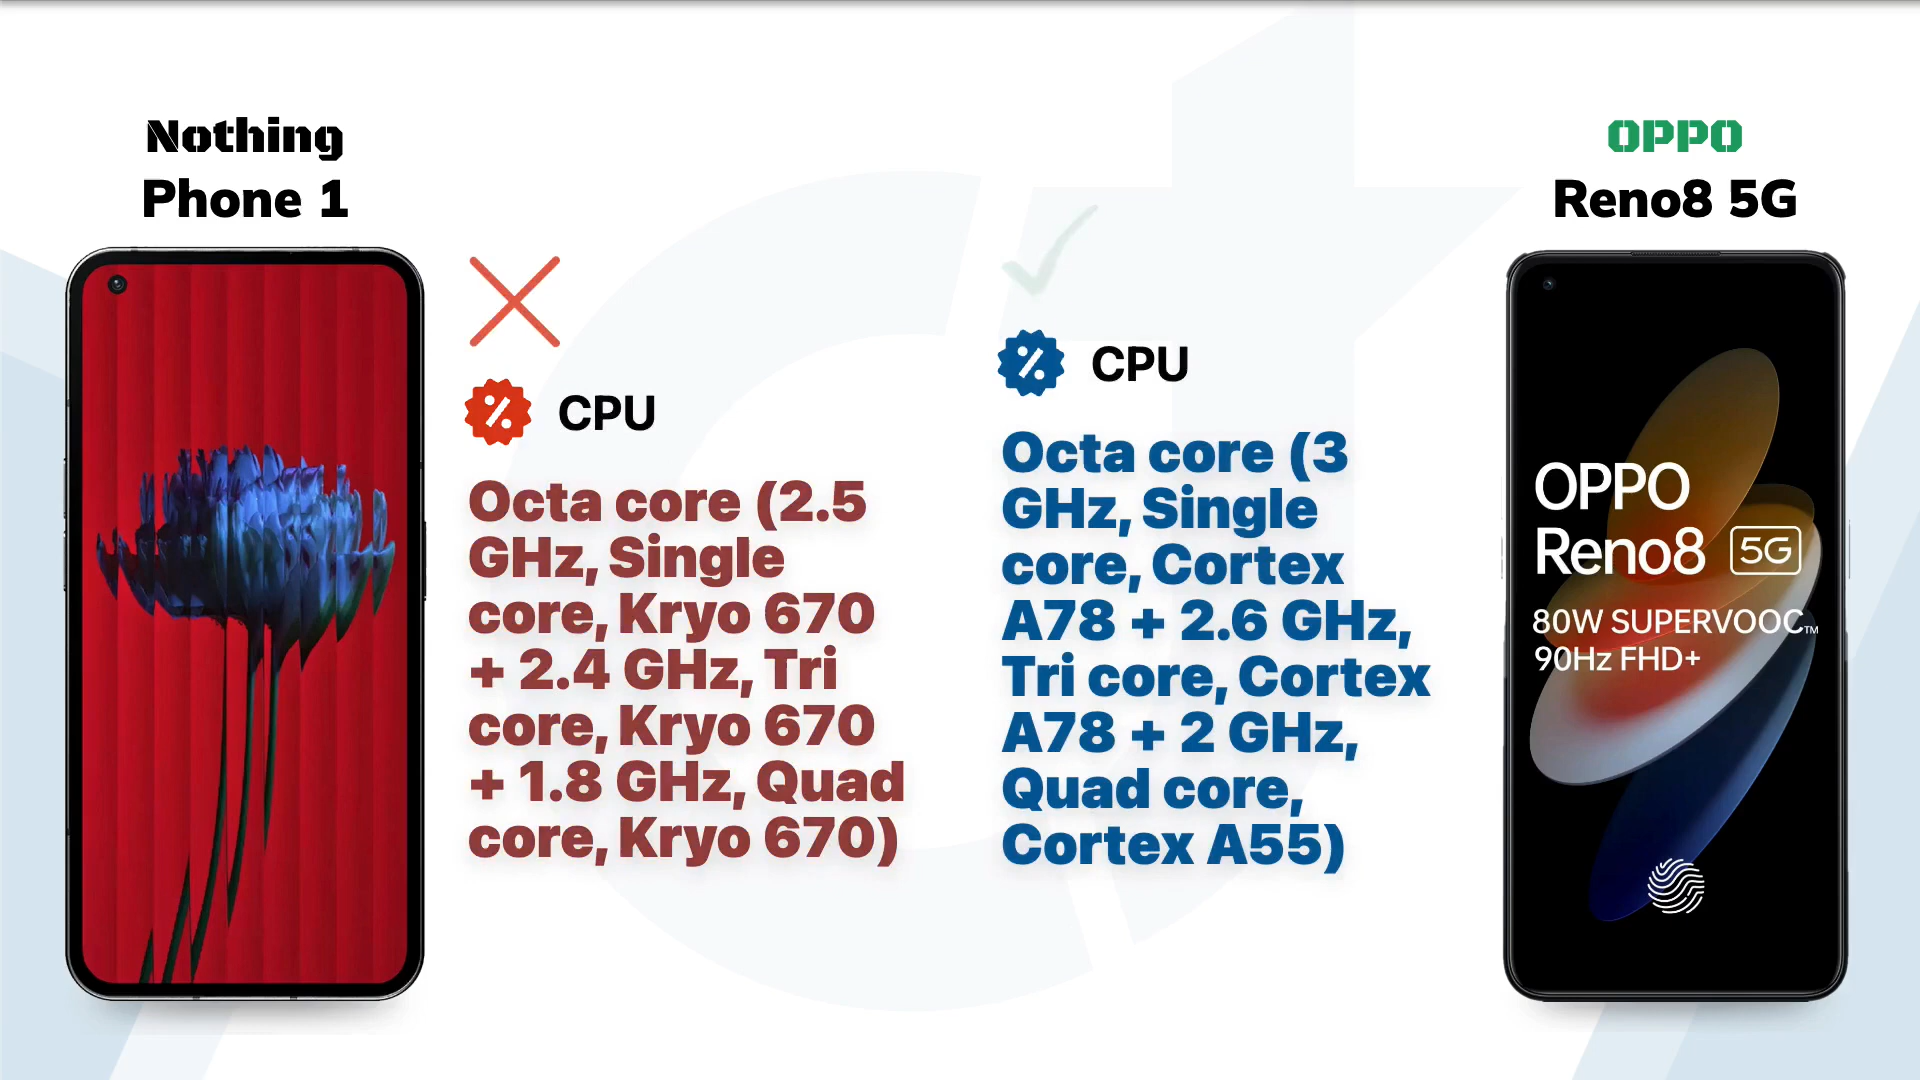 Nothing
Phone 1
CPU
Octa core (2.5
GHz, Single
core, Kryo 670
+ 2.4 GHz, Tri
core, Kryo 670
+ 1.8 GHz, Quad
core, Kryo 670)
CPU
Octa core (3
GHz, Single
core, Cortex
A78 + 2.6 GHz,
Tri core, Cortex
A78 + 2 GHz,
Quad core,
Cortex A55)
OPPO
Reno8 5G
OPPO
Reno8 5G
80W SUPERVOOC™
90Hz FHD+